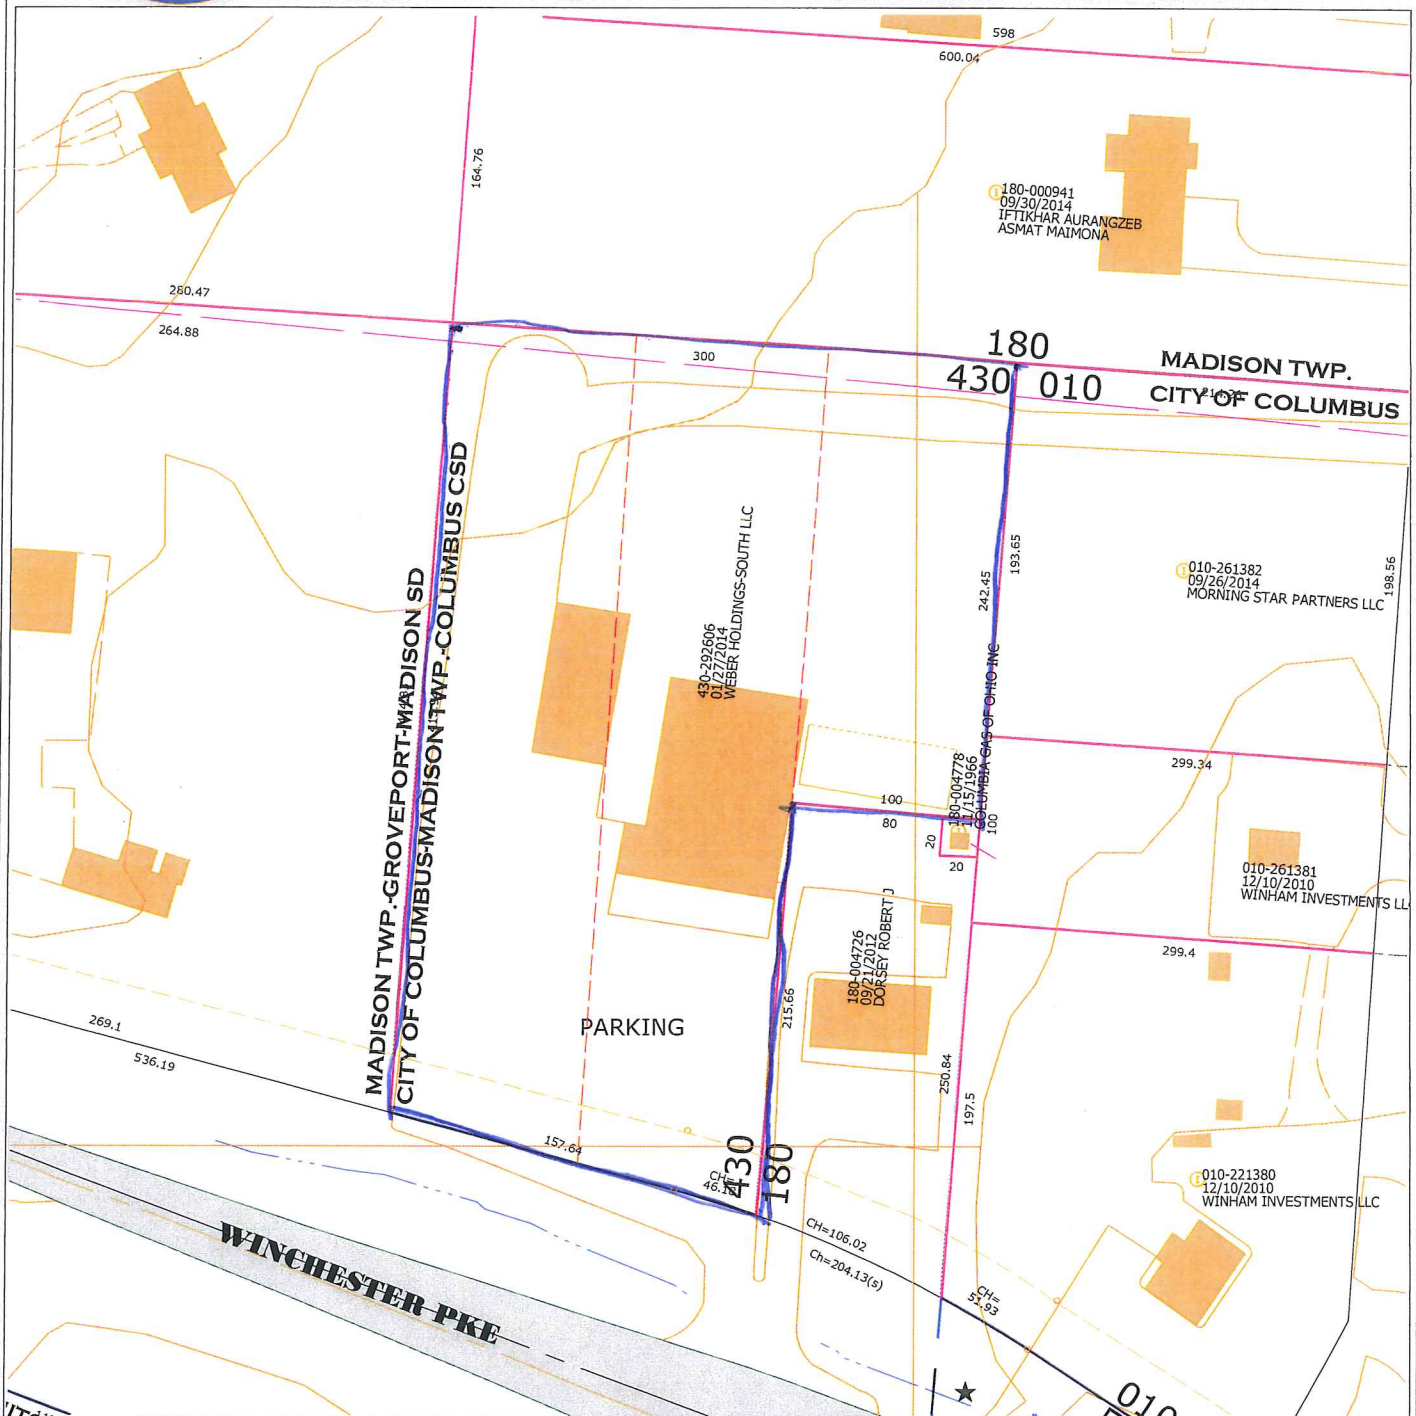 598
600.04
164.76
180-000941
09/30/2014
IFTIKHAR AURANGZEB
ASMAT MAIMONA
280.47
264.88
300
180
430
010
MADISON TWP.
CITY OF COLUMBUS
MADISON TWP.-GROVEPORT-MADISON SD
CITY OF COLUMBUS-MADISON TWP.-COLUMBUS CSD
430-292606
01/27/2014
WEBER HOLDINGS-SOUTH LLC
242.45
193.65
010-261382
09/26/2014
MORNING STAR PARTNERS LLC
198.56
299.34
180-004778
11/15/1966
COLUMBIA GAS OF OHIO INC
100
80
20
20
100
010-261381
12/10/2010
WINHAM INVESTMENTS LL
299.4
180-004726
09/21/2012
DORSEY ROBERT J
215.66
PARKING
269.1
536.19
250.84
197.5
157.64
CH=
430
180
010-221380
12/10/2010
WINHAM INVESTMENTS LLC
CH=106.02
Ch=204.13(s)
CH=
51.93
WINCHESTER PKE
010